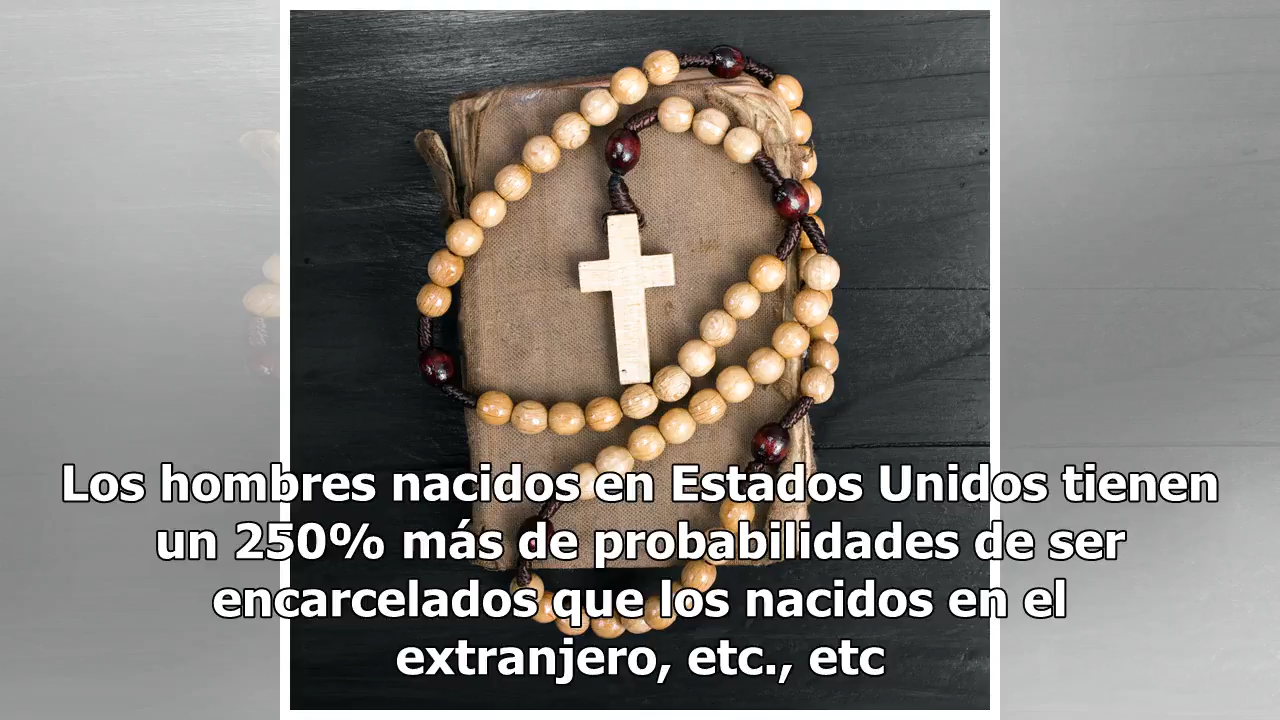 Los hombres nacidos en Estados Unidos tienen
un 250% más de probabilidades de ser
encarcelados que los nacidos en el
extranjero, etc., etc